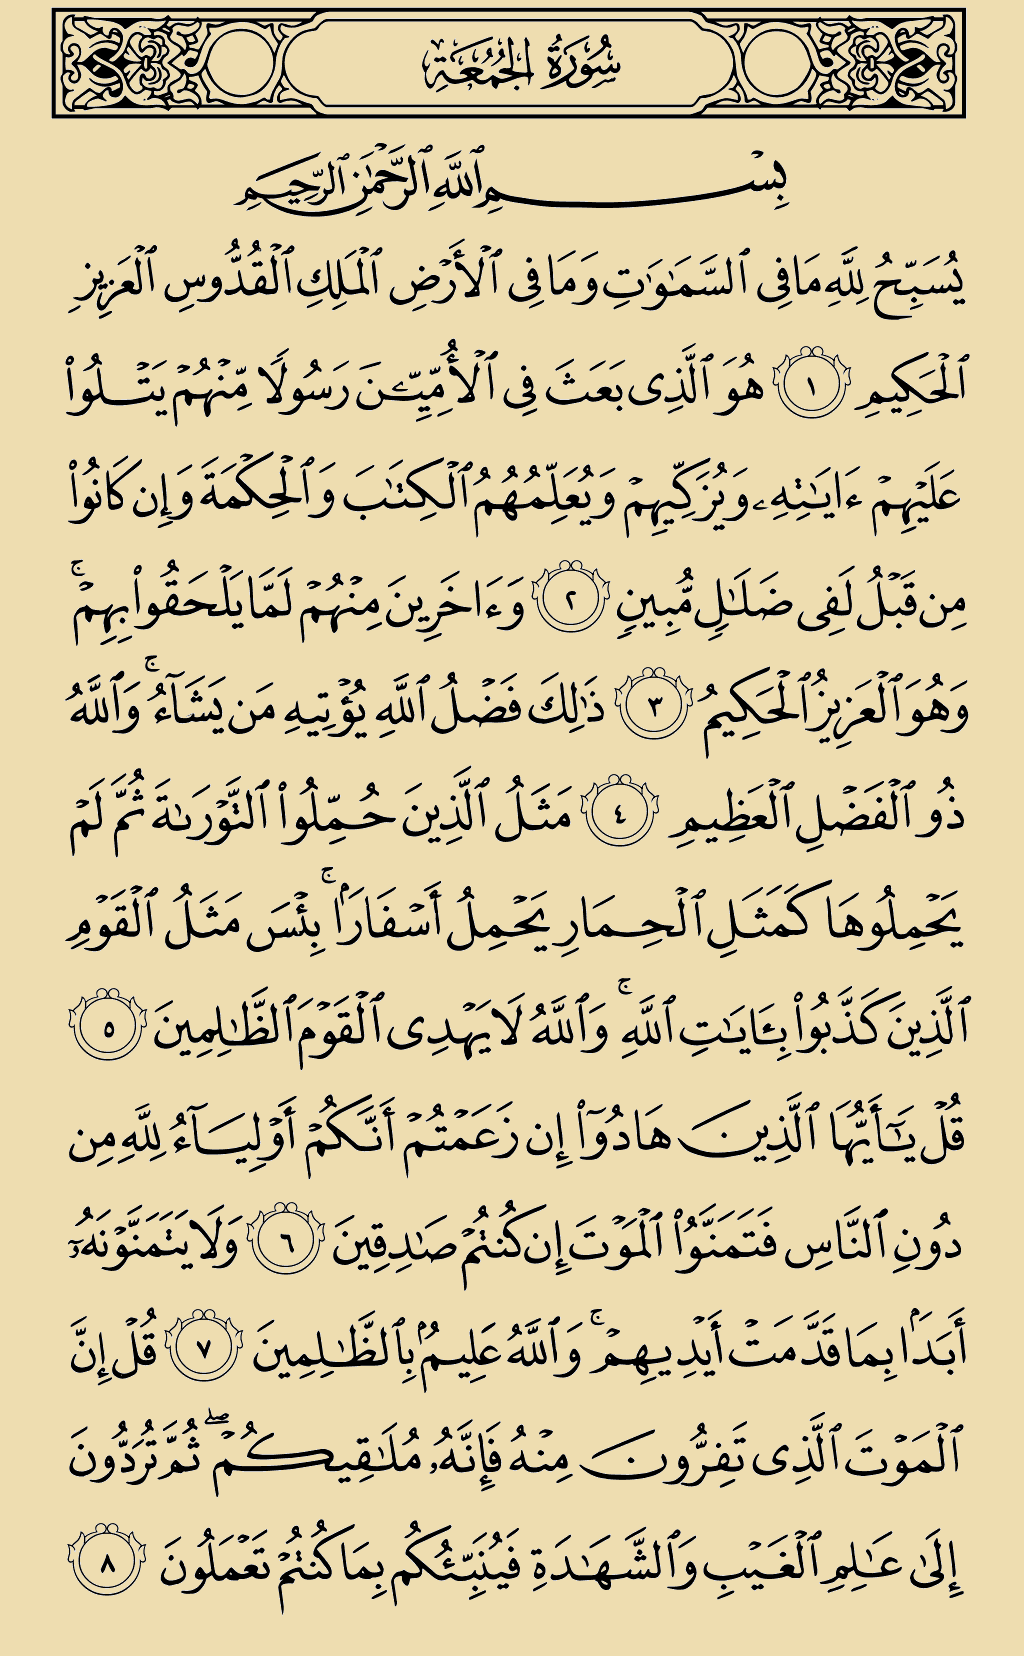 سُورَةُ الجُمُعَةِ
بِسْمِ ٱللَّهِ ٱلرَّحْمَٰنِ ٱلرَّحِيمِ
يُسَبِّحُ لِلَّهِ مَا فِى ٱلسَّمَٰوَٰتِ وَمَا فِى ٱلْأَرْضِ ٱلْمَلِكِ ٱلْقُدُّوسِ ٱلْعَزِيزِ
ٱلْحَكِيمِ ١ هُوَ ٱلَّذِى بَعَثَ فِى ٱلْأُمِّيِّۦنَ رَسُولًا مِّنْهُمْ يَتْلُوا۟
عَلَيْهِمْ ءَايَٰتِهِۦ وَيُزَكِّيهِمْ وَيُعَلِّمُهُمُ ٱلْكِتَٰبَ وَٱلْحِكْمَةَ وَإِن كَانُوا۟
مِن قَبْلُ لَفِى ضَلَٰلٍ مُّبِينٍ ٢ وَءَاخَرِينَ مِنْهُمْ لَمَّا يَلْحَقُوا۟ بِهِمْ ۚ
وَهُوَ ٱلْعَزِيزُ ٱلْحَكِيمُ ٣ ذَٰلِكَ فَضْلُ ٱللَّهِ يُؤْتِيهِ مَن يَشَآءُ ۚ وَٱللَّهُ
ذُو ٱلْفَضْلِ ٱلْعَظِيمِ ٤ مَثَلُ ٱلَّذِينَ حُمِّلُوا۟ ٱلتَّوْرَىٰةَ ثُمَّ لَمْ
يَحْمِلُوهَا كَمَثَلِ ٱلْحِمَارِ يَحْمِلُ أَسْفَارًۢا ۚ بِئْسَ مَثَلُ ٱلْقَوْمِ
ٱلَّذِينَ كَذَّبُوا۟ بِـَٔايَٰتِ ٱللَّهِ ۚ وَٱللَّهُ لَا يَهْدِى ٱلْقَوْمَ ٱلظَّٰلِمِينَ ٥
قُلْ يَٰٓأَيُّهَا ٱلَّذِينَ هَادُوٓا۟ إِن زَعَمْتُمْ أَنَّكُمْ أَوْلِيَآءُ لِلَّهِ مِن
دُونِ ٱلنَّاسِ فَتَمَنَّوُا۟ ٱلْمَوْتَ إِن كُنتُمْ صَٰدِقِينَ ٦ وَلَا يَتَمَنَّوْنَهُۥٓ
أَبَدًۢا بِمَا قَدَّمَتْ أَيْدِيهِمْ ۚ وَٱللَّهُ عَلِيمٌۢ بِٱلظَّٰلِمِينَ ٧ قُلْ إِنَّ
ٱلْمَوْتَ ٱلَّذِى تَفِرُّونَ مِنْهُ فَإِنَّهُۥ مُلَٰقِيكُمْ ۖ ثُمَّ تُرَدُّونَ
إِلَىٰ عَٰلِمِ ٱلْغَيْبِ وَٱلشَّهَٰدَةِ فَيُنَبِّئُكُم بِمَا كُنتُمْ تَعْمَلُونَ ٨